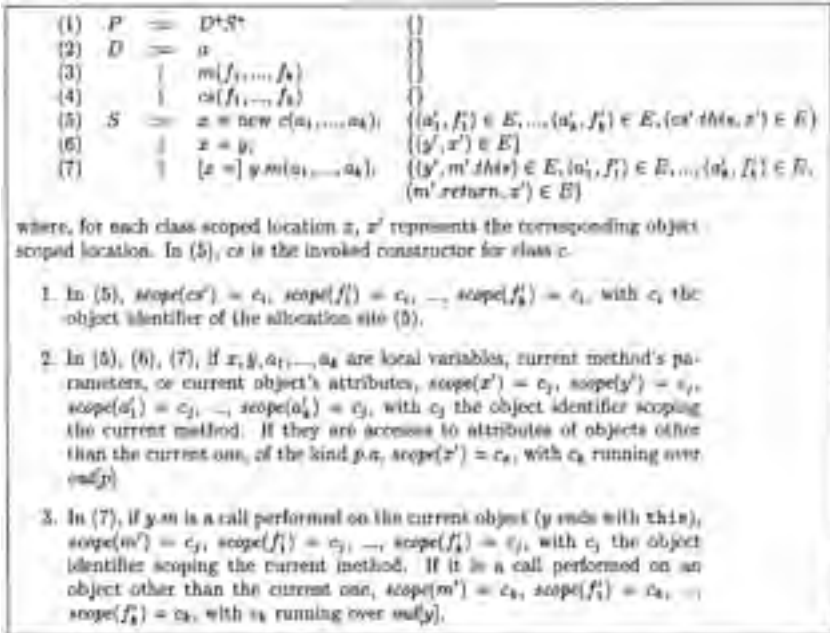 (1) P ::= D*S* {}
(2) D ::= a {}
(3) | m(f₁,...,fₖ) {}
(4) | cs(f₁,...,fₖ) {}
(5) S ::= x = new c(a₁,...,aₖ); {(a'₁, f'₁) ∈ E,...,(a'ₖ, f'ₖ) ∈ E,(cs'.this, x') ∈ E}
(6) | x = y; {(y', x') ∈ E}
(7) | [x =] y.m(a₁,...,aₖ); {(y', m'.this) ∈ E,(a'₁, f'₁) ∈ E,...,(a'ₖ, f'ₖ) ∈ E,
(m'.return, x') ∈ E}
where, for each class scoped location x, x' represents the corresponding object
scoped location. In (5), cs is the invoked constructor for class c.
1. In (5), scope(cs') = cᵢ, scope(f'₁) = cᵢ, ..., scope(f'ₖ) = cᵢ, with cᵢ the
object identifier of the allocation site (5).
2. In (5), (6), (7), if x, y, a₁,...,aₖ are local variables, current method's pa-
rameters, or current object's attributes, scope(x') = cⱼ, scope(y') = cⱼ,
scope(a'₁) = cⱼ, ..., scope(a'ₖ) = cⱼ, with cⱼ the object identifier scoping
the current method. If they are accesses to attributes of objects other
than the current one, of the kind p.a, scope(x') = cₖ, with cₖ running over
out[p]
3. In (7), if y.m is a call performed on the current object (y ends with this),
scope(m') = cⱼ, scope(f'₁) = cⱼ, ..., scope(f'ₖ) = cⱼ, with cⱼ the object
identifier scoping the current method. If it is a call performed on an
object other than the current one, scope(m') = cₖ, scope(f'₁) = cₖ, ...,
scope(f'ₖ) = cₖ, with cₖ running over out[y].